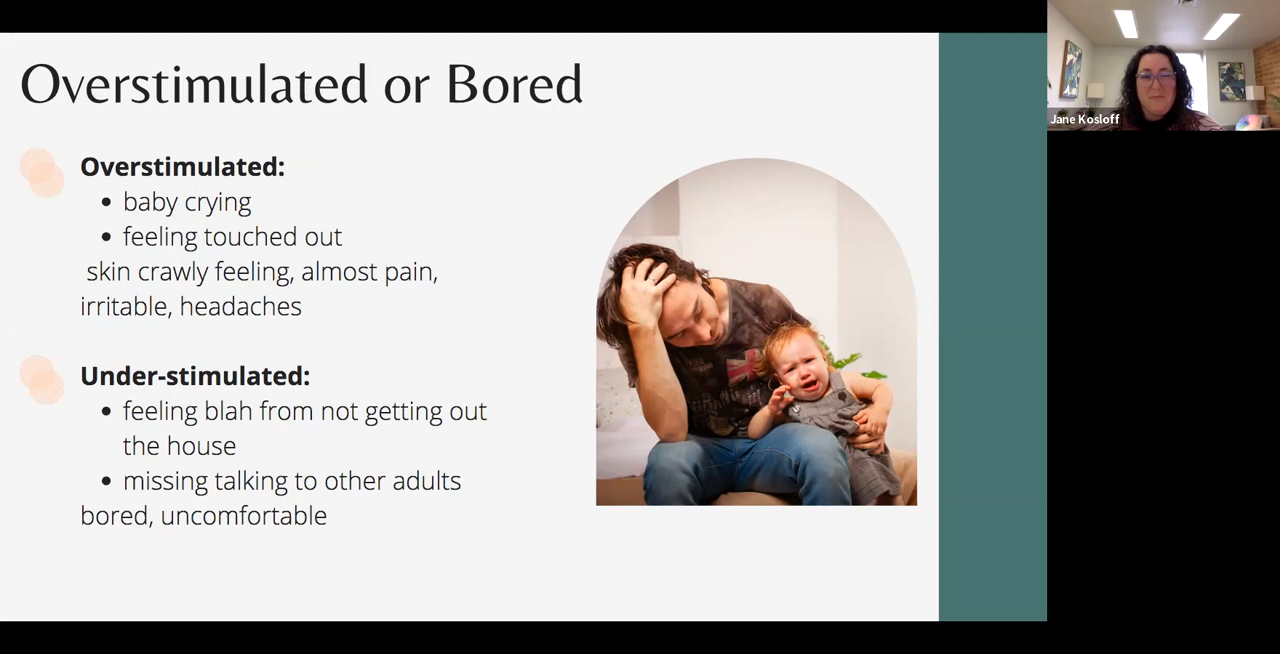 Overstimulated or Bored
Overstimulated:
• baby crying
• feeling touched out
skin crawly feeling, almost pain,
irritable, headaches
Under-stimulated:
• feeling blah from not getting out
the house
• missing talking to other adults
bored, uncomfortable
Jane Kosloff